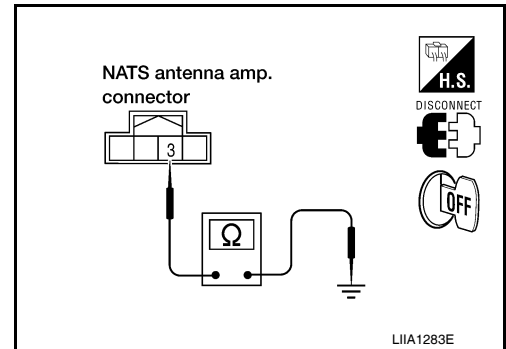 NATS antenna amp.
connector
3
Ω
H.S.
DISCONNECT
OFF
LIIA1283E